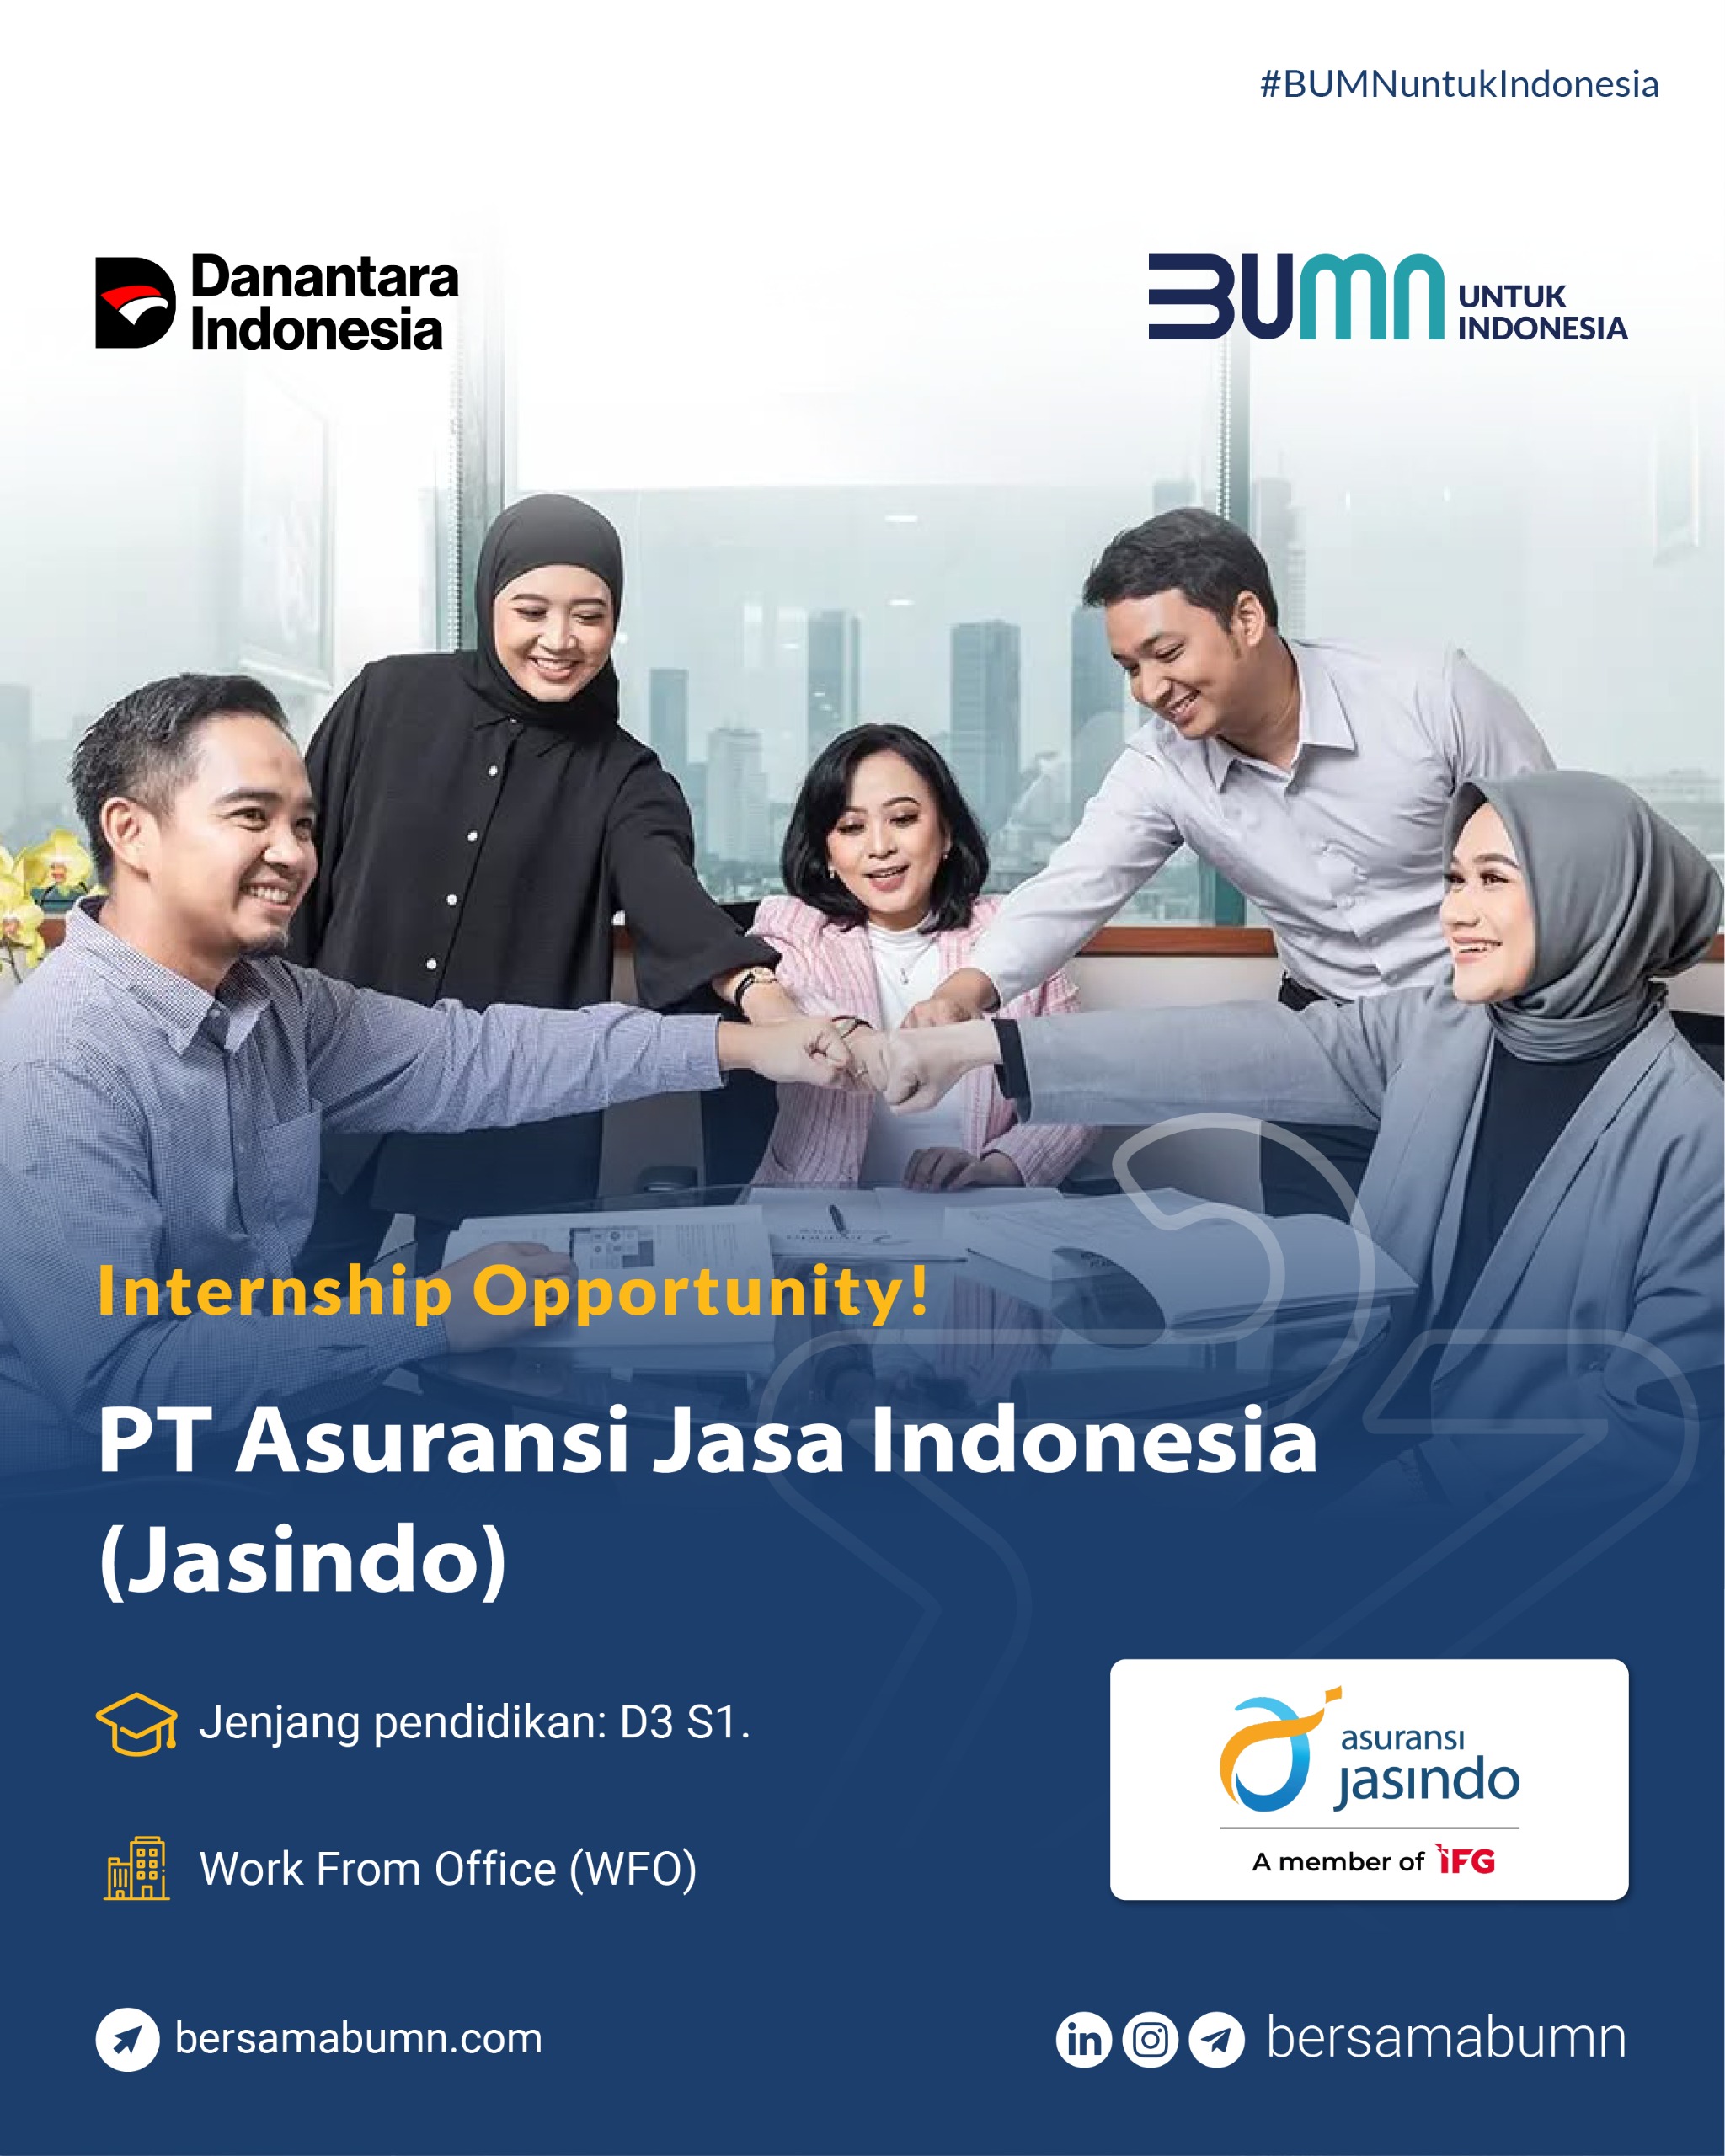 #BUMNuntukIndonesia
Danantara
Indonesia
BUMN UNTUK
INDONESIA
Internship Opportunity!
PT Asuransi Jasa Indonesia
(Jasindo)
Jenjang pendidikan: D3 S1.
Work From Office (WFO)
asuransi
jasindo
A member of IFG
bersamabumn.com
in bersamabumn